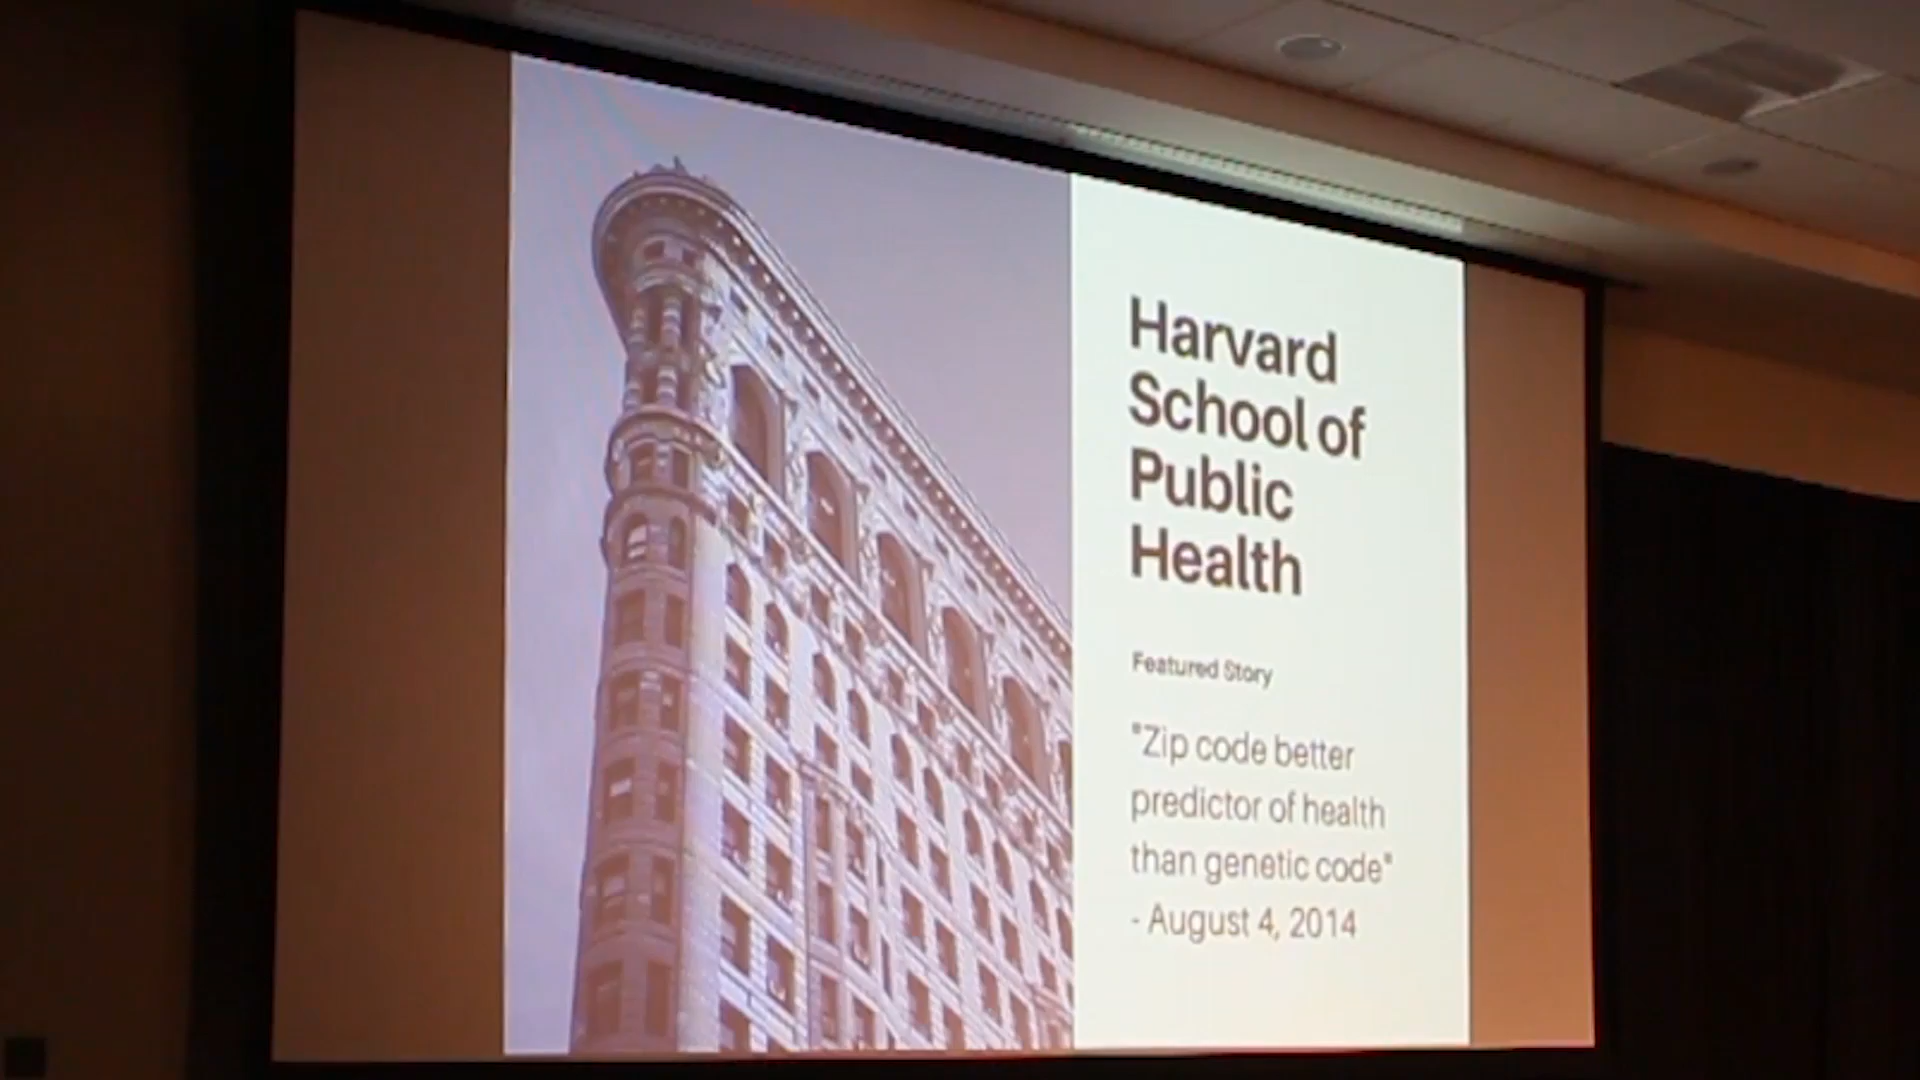 Harvard
School of
Public
Health
Featured Story
"Zip code better
predictor of health
than genetic code"
- August 4, 2014